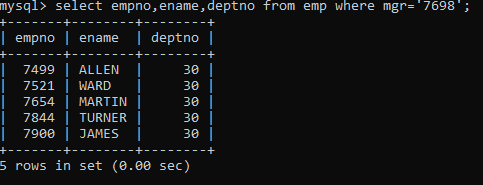 mysql> select empno,ename,deptno from emp where mgr='7698';
+-------+--------+--------+
| empno | ename  | deptno |
+-------+--------+--------+
|  7499 | ALLEN  |     30 |
|  7521 | WARD   |     30 |
|  7654 | MARTIN |     30 |
|  7844 | TURNER |     30 |
|  7900 | JAMES  |     30 |
+-------+--------+--------+
5 rows in set (0.00 sec)